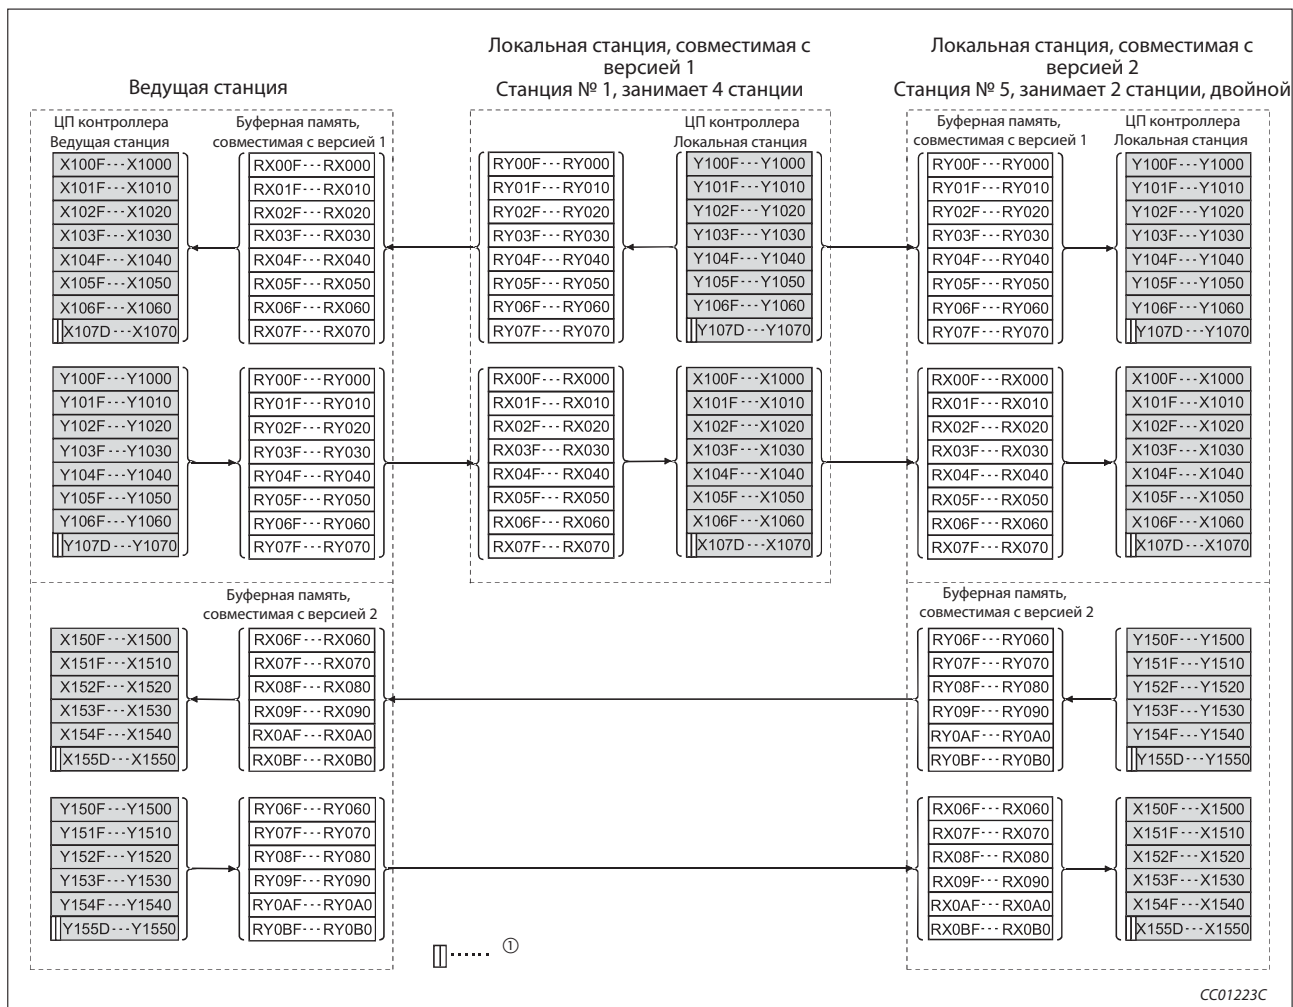 Локальная станция, совместимая с
версией 1
Станция № 1, занимает 4 станции
Локальная станция, совместимая с
версией 2
Станция № 5, занимает 2 станции, двойной
Ведущая станция
ЦП контроллера
Ведущая станция
Буферная память,
совместимая с версией 1
ЦП контроллера
Локальная станция
Буферная память,
совместимая с версией 1
ЦП контроллера
Локальная станция
X100F---X1000 RX00F---RX000 RY00F---RY000 Y100F---Y1000 RY00F---RY000 Y100F---Y1000
X101F---X1010 RX01F---RX010 RY01F---RY010 Y101F---Y1010 RY01F---RY010 Y101F---Y1010
X102F---X1020 RX02F---RX020 RY02F---RY020 Y102F---Y1020 RY02F---RY020 Y102F---Y1020
X103F---X1030 RX03F---RX030 RY03F---RY030 Y103F---Y1030 RY03F---RY030 Y103F---Y1030
X104F---X1040 RX04F---RX040 RY04F---RY040 Y104F---Y1040 RY04F---RY040 Y104F---Y1040
X105F---X1050 RX05F---RX050 RY05F---RY050 Y105F---Y1050 RY05F---RY050 Y105F---Y1050
X106F---X1060 RX06F---RX060 RY06F---RY060 Y106F---Y1060 RY06F---RY060 Y106F---Y1060
X107D---X1070 RX07F---RX070 RY07F---RY070 Y107D---Y1070 RY07F---RY070 Y107D---Y1070
Y100F---Y1000 RY00F---RY000 RX00F---RX000 X100F---X1000 RX00F---RX000 X100F---X1000
Y101F---Y1010 RY01F---RY010 RX01F---RX010 X101F---X1010 RX01F---RX010 X101F---X1010
Y102F---Y1020 RY02F---RY020 RX02F---RX020 X102F---X1020 RX02F---RX020 X102F---X1020
Y103F---Y1030 RY03F---RY030 RX03F---RX030 X103F---X1030 RX03F---RX030 X103F---X1030
Y104F---Y1040 RY04F---RY040 RX04F---RX040 X104F---X1040 RX04F---RX040 X104F---X1040
Y105F---Y1050 RY05F---RY050 RX05F---RX050 X105F---X1050 RX05F---RX050 X105F---X1050
Y106F---Y1060 RY06F---RY060 RX06F---RX060 X106F---X1060 RX06F---RX060 X106F---X1060
Y107D---Y1070 RY07F---RY070 RX07F---RX070 X107D---X1070 RX07F---RX070 X107D---X1070
Буферная память,
совместимая с версией 2
Буферная память,
совместимая с версией 2
X150F---X1500 RX06F---RX060 RY06F---RY060 Y150F---Y1500
X151F---X1510 RX07F---RX070 RY07F---RY070 Y151F---Y1510
X152F---X1520 RX08F---RX080 RY08F---RY080 Y152F---Y1520
X153F---X1530 RX09F---RX090 RY09F---RY090 Y153F---Y1530
X154F---X1540 RX0AF---RX0A0 RY0AF---RY0A0 Y154F---Y1540
X155D---X1550 RX0BF---RX0B0 RY0BF---RY0B0 Y155D---Y1550
Y150F---Y1500 RY06F---RY060 RX06F---RX060 X150F---X1500
Y151F---Y1510 RY07F---RY070 RX07F---RX070 X151F---X1510
Y152F---Y1520 RY08F---RY080 RX08F---RX080 X152F---X1520
Y153F---Y1530 RY09F---RY090 RX09F---RX090 X153F---X1530
Y154F---Y1540 RY0AF---RY0A0 RX0AF---RX0A0 X154F---X1540
Y155D---Y1550 RY0BF---RY0B0 RX0BF---RX0B0 X155D---X1550
...... ①
CC01223C